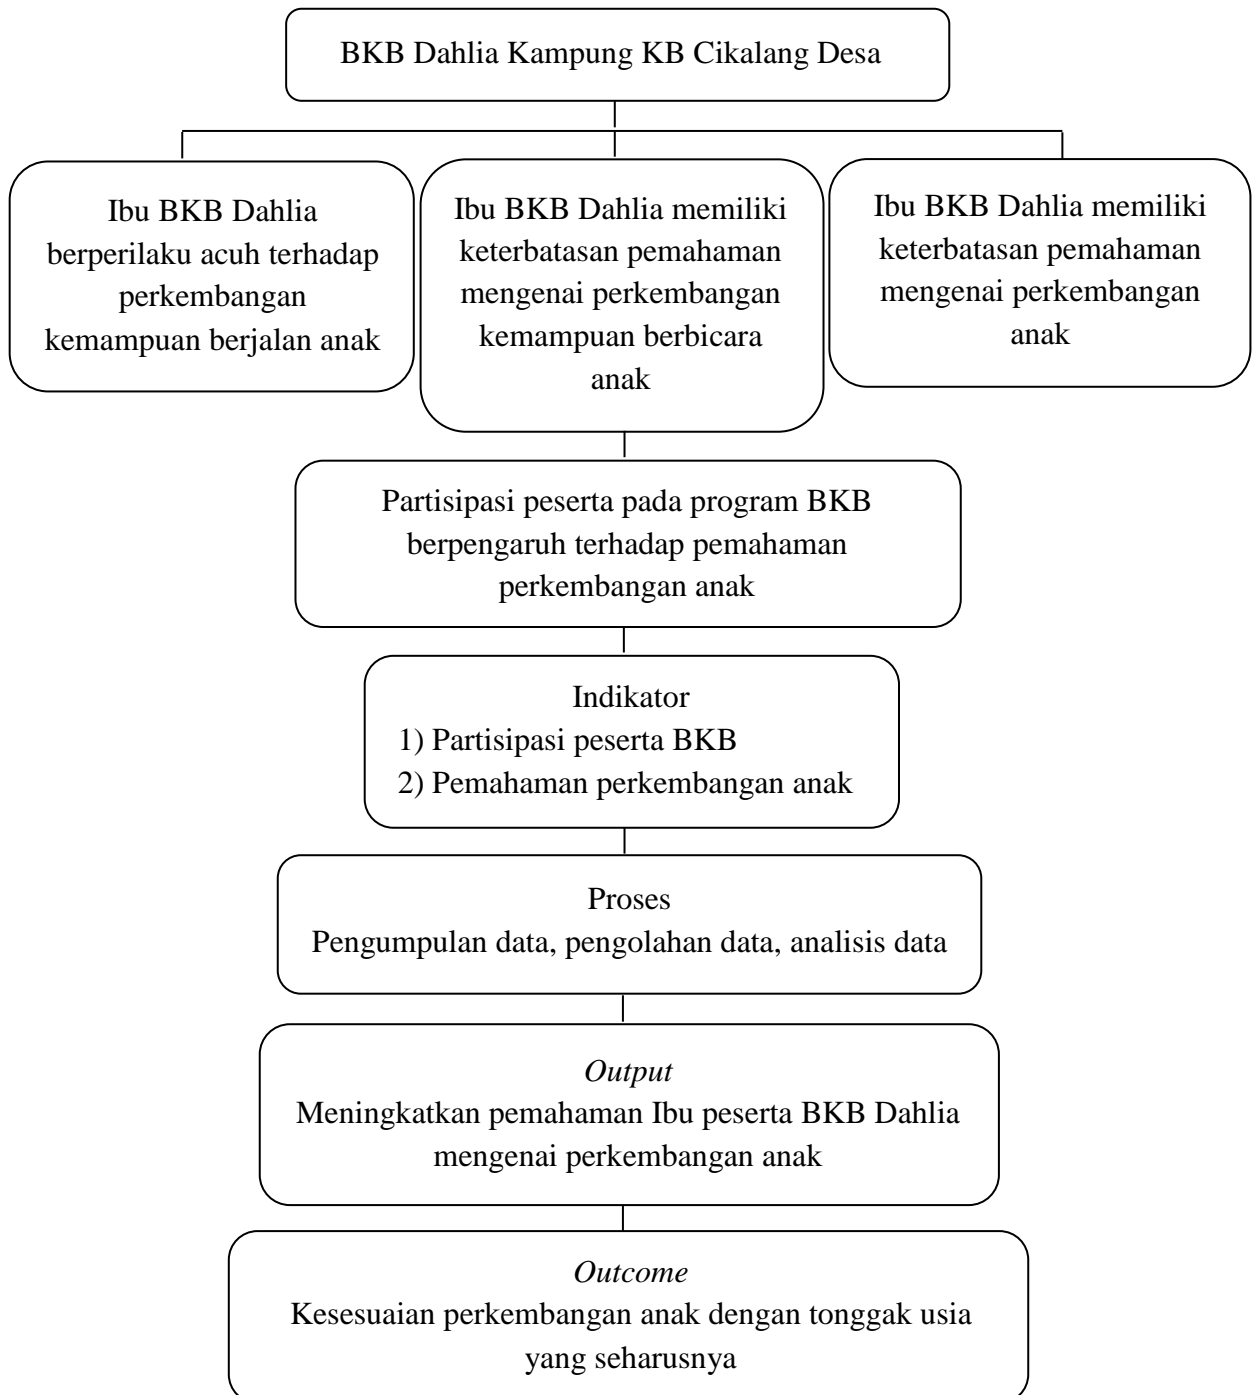 BKB Dahlia Kampung KB Cikalang Desa
Ibu BKB Dahlia
berperilaku acuh terhadap
perkembangan
kemampuan berjalan anak
Ibu BKB Dahlia memiliki
keterbatasan pemahaman
mengenai perkembangan
kemampuan berbicara
anak
Ibu BKB Dahlia memiliki
keterbatasan pemahaman
mengenai perkembangan
anak
Partisipasi peserta pada program BKB
berpengaruh terhadap pemahaman
perkembangan anak
Indikator
1) Partisipasi peserta BKB
2) Pemahaman perkembangan anak
Proses
Pengumpulan data, pengolahan data, analisis data
Output
Meningkatkan pemahaman Ibu peserta BKB Dahlia
mengenai perkembangan anak
Outcome
Kesesuaian perkembangan anak dengan tonggak usia
yang seharusnya